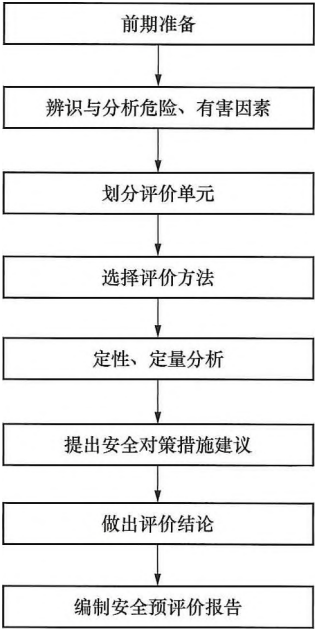 前期准备
辨识与分析危险、有害因素
划分评价单元
选择评价方法
定性、定量分析
提出安全对策措施建议
做出评价结论
编制安全预评价报告